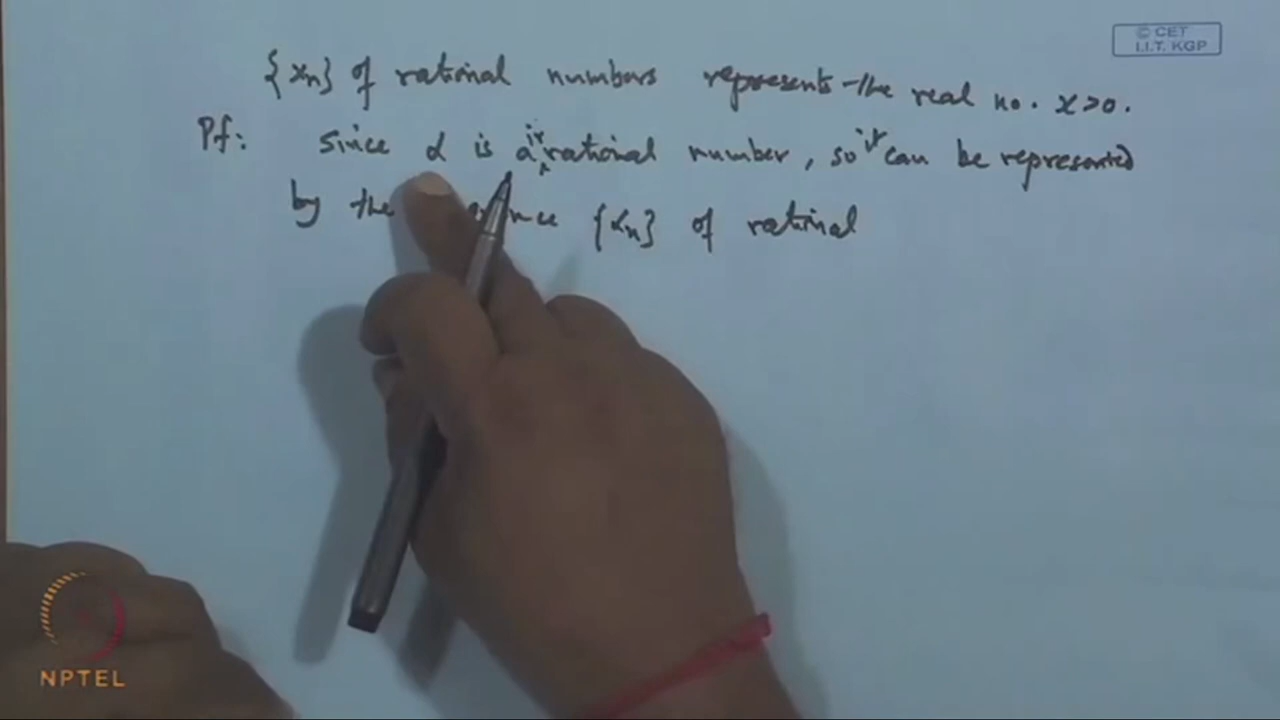 © CET
I.I.T. KGP
{xn} of rational numbers represents the real no. x>0.
Pf: Since α is a irrational number, so it can be represented
by the {αn} of rational
NPTEL